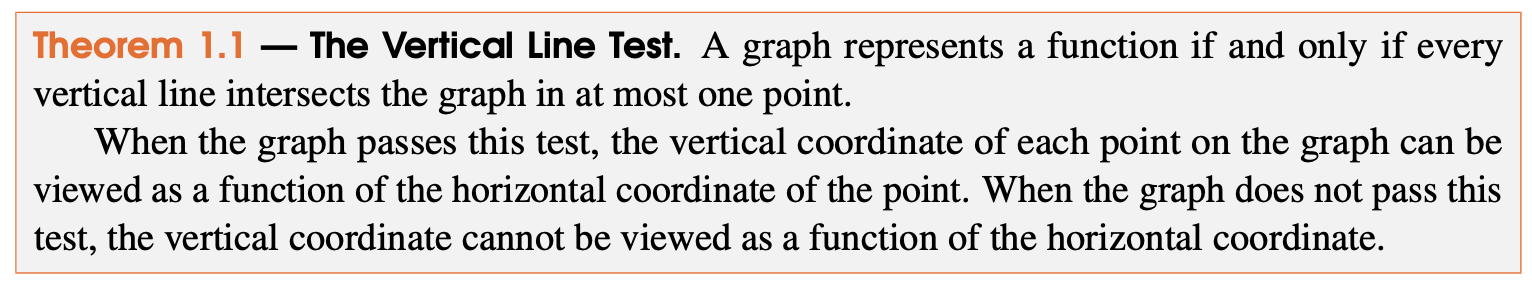 Theorem 1.1 — The Vertical Line Test. A graph represents a function if and only if every
vertical line intersects the graph in at most one point.
When the graph passes this test, the vertical coordinate of each point on the graph can be
viewed as a function of the horizontal coordinate of the point. When the graph does not pass this
test, the vertical coordinate cannot be viewed as a function of the horizontal coordinate.